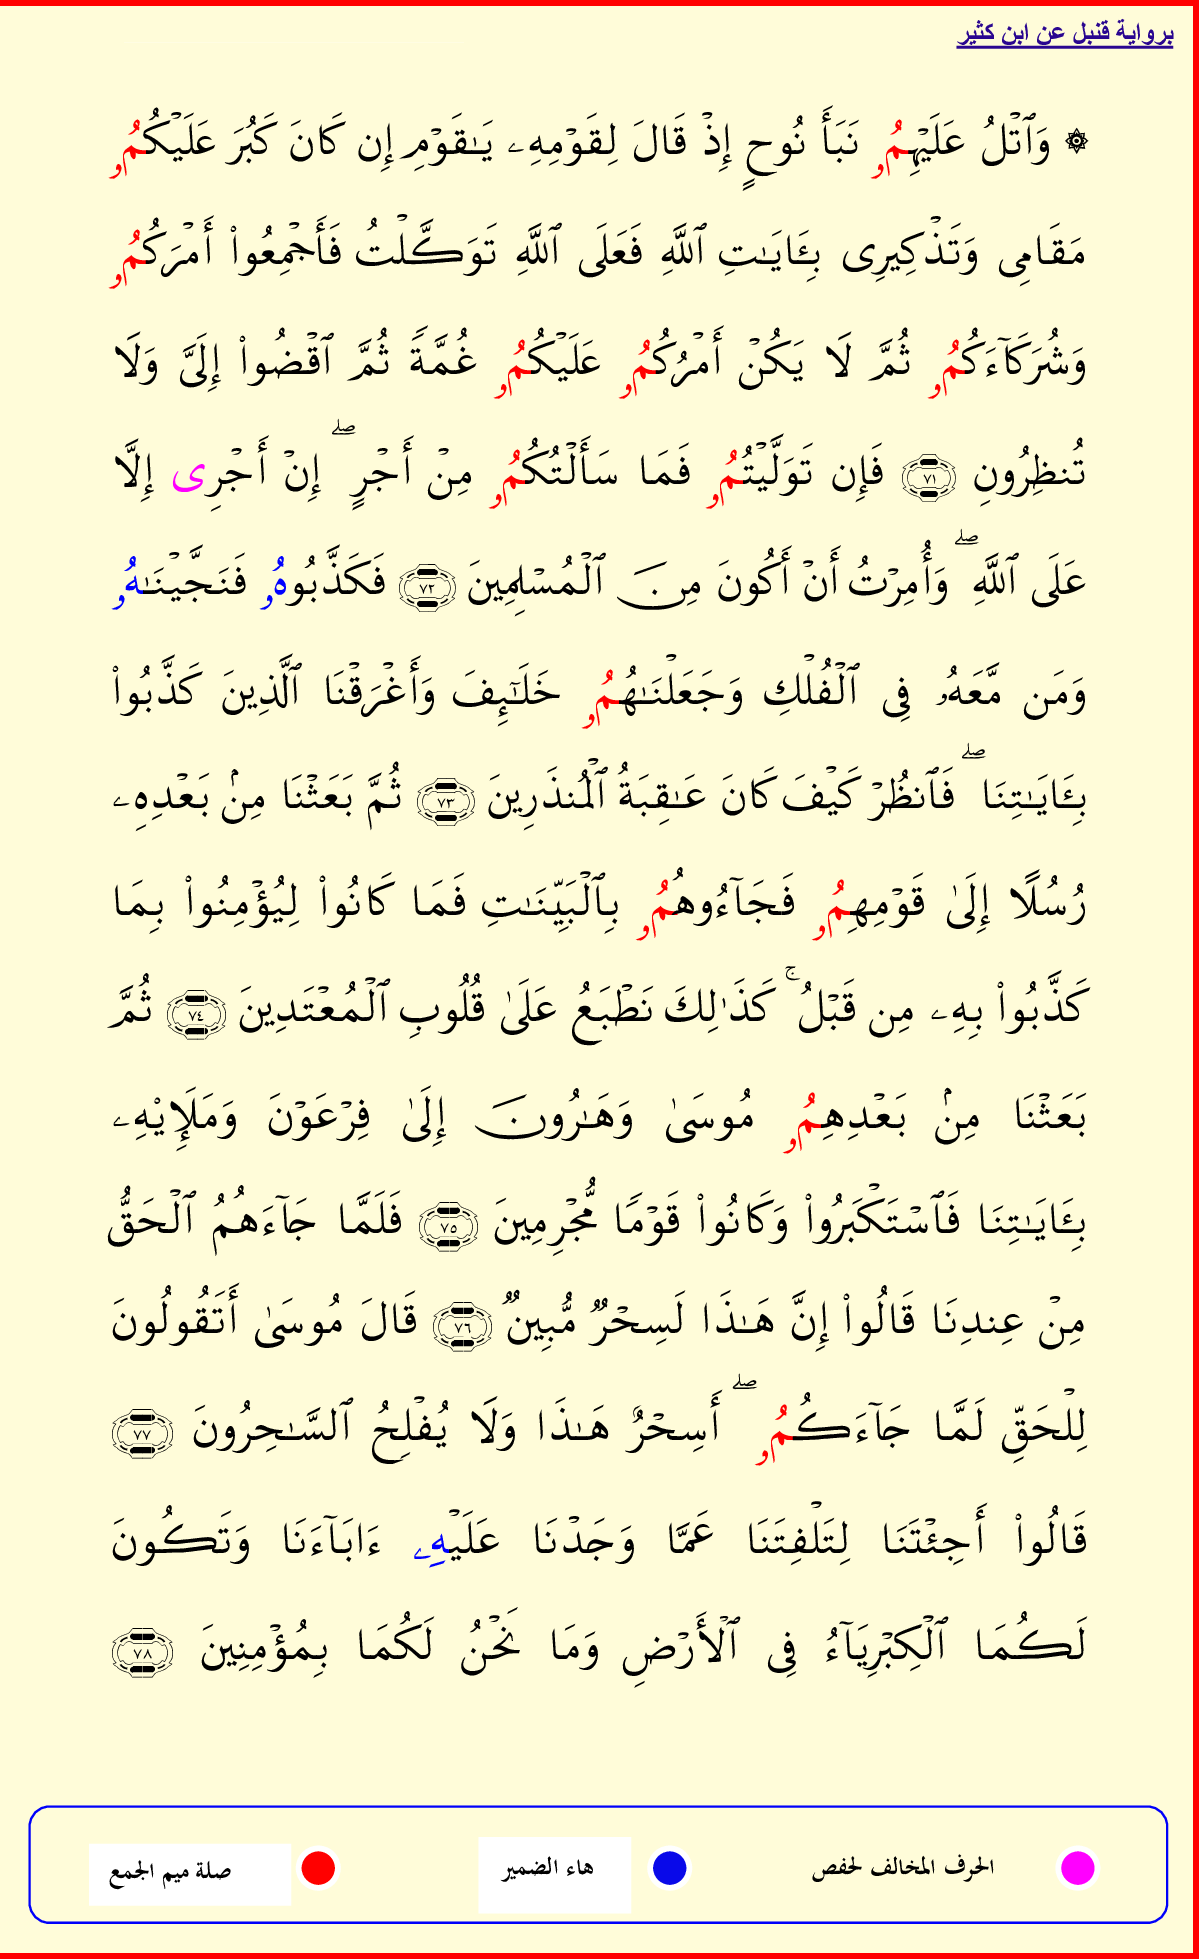 برواية قنبل عن ابن كثير
۞ وَٱتۡلُ عَلَيۡهِمُۥ نَبَأَ نُوحٍ إِذۡ قَالَ لِقَوۡمِهِۦ يَـٰقَوۡمِ إِن كَانَ كَبُرَ عَلَيۡكُمُۥ
مَقَامِى وَتَذۡكِيرِى بِـَٔايَـٰتِ ٱللَّهِ فَعَلَى ٱللَّهِ تَوَكَّلۡتُ فَأَجۡمِعُوا۟ أَمۡرَكُمُۥ
وَشُرَكَآءَكُمُۥ ثُمَّ لَا يَكُنۡ أَمۡرُكُمُۥ عَلَيۡكُمُۥ غُمَّةً ثُمَّ ٱقۡضُوا۟ إِلَىَّ وَلَا
تُنظِرُونِ ٧١ فَإِن تَوَلَّيۡتُمُۥ فَمَا سَأَلۡتُكُمُۥ مِنۡ أَجۡرٍ ۖ إِنۡ أَجۡرِى إِلَّا
عَلَى ٱللَّهِ ۖ وَأُمِرۡتُ أَنۡ أَكُونَ مِنَ ٱلۡمُسۡلِمِينَ ٧٢ فَكَذَّبُوهُۥ فَنَجَّيۡنَـٰهُۥ
وَمَن مَّعَهُۥ فِى ٱلۡفُلۡكِ وَجَعَلۡنَـٰهُمُۥ خَلَـٰٓئِفَ وَأَغۡرَقۡنَا ٱلَّذِينَ كَذَّبُوا۟
بِـَٔايَـٰتِنَا ۖ فَٱنظُرۡ كَيۡفَ كَانَ عَـٰقِبَةُ ٱلۡمُنذَرِينَ ٧٣ ثُمَّ بَعَثۡنَا مِنۢ بَعۡدِهِۦ
رُسُلًا إِلَىٰ قَوۡمِهِمُۥ فَجَآءُوهُمُۥ بِٱلۡبَيِّنَـٰتِ فَمَا كَانُوا۟ لِيُؤۡمِنُوا۟ بِمَا
كَذَّبُوا۟ بِهِۦ مِن قَبۡلُ ۚ كَذَٰلِكَ نَطۡبَعُ عَلَىٰ قُلُوبِ ٱلۡمُعۡتَدِينَ ٧٤ ثُمَّ
بَعَثۡنَا مِنۢ بَعۡدِهِمُۥ مُوسَىٰ وَهَـٰرُونَ إِلَىٰ فِرۡعَوۡنَ وَمَلَإِي۟هِۦ
بِـَٔايَـٰتِنَا فَٱسۡتَكۡبَرُوا۟ وَكَانُوا۟ قَوۡمًا مُّجۡرِمِينَ ٧٥ فَلَمَّا جَآءَهُمُ ٱلۡحَقُّ
مِنۡ عِندِنَا قَالُوا۟ إِنَّ هَـٰذَا لَسِحۡرٌ مُّبِينٌ ٧٦ قَالَ مُوسَىٰ أَتَقُولُونَ
لِلۡحَقِّ لَمَّا جَآءَكُمُۥ ۖ أَسِحۡرٌ هَـٰذَا وَلَا يُفۡلِحُ ٱلسَّـٰحِرُونَ ٧٧
قَالُوا۟ أَجِئۡتَنَا لِتَلۡفِتَنَا عَمَّا وَجَدۡنَا عَلَيۡهِۦ ءَابَآءَنَا وَتَكُونَ
لَكُمَا ٱلۡكِبۡرِيَآءُ فِى ٱلۡأَرۡضِ وَمَا نَحۡنُ لَكُمَا بِمُؤۡمِنِينَ ٧٨
الحرف المخالف لحفص هاء الضمير صلة ميم الجمع